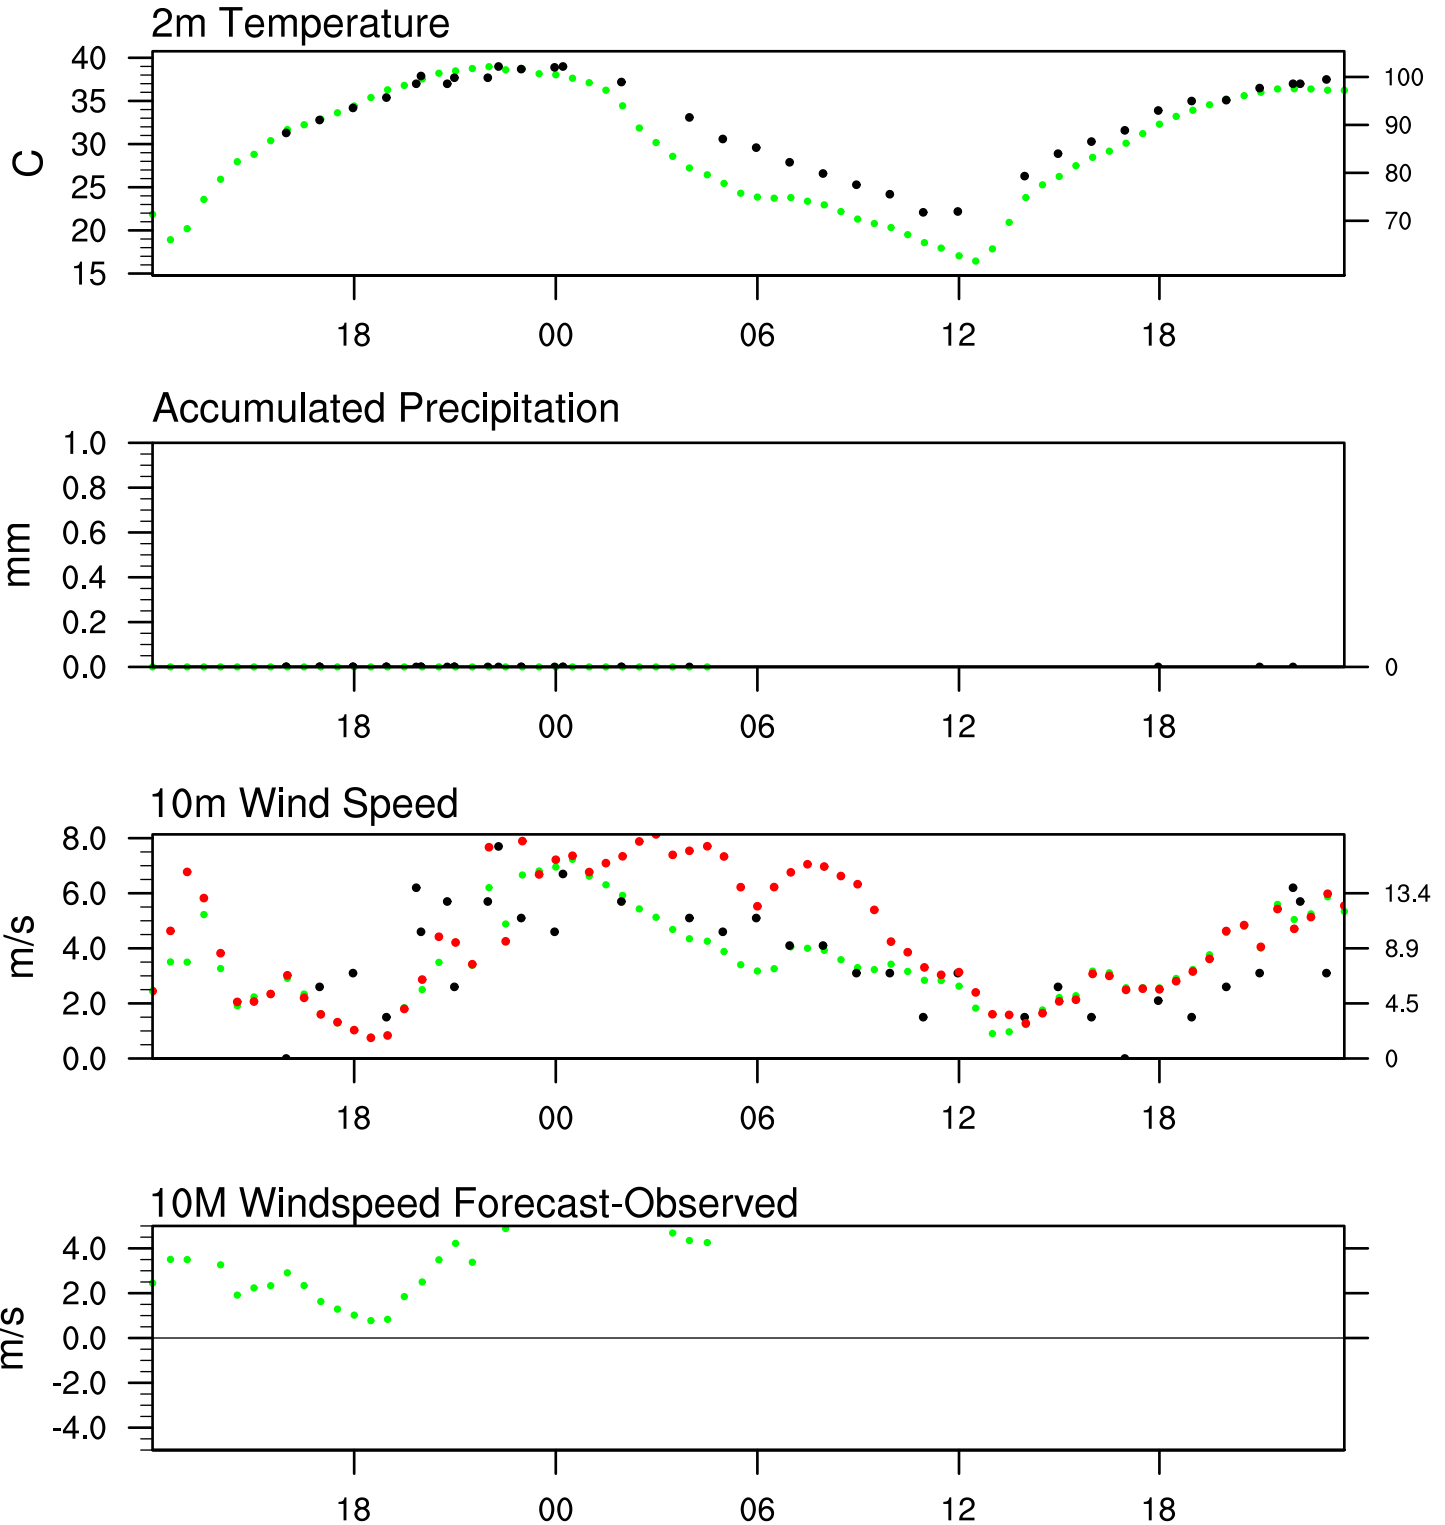 2m Temperature
40
35
30
25
20
15
C
100
90
80
70
18 00 06 12 18
Accumulated Precipitation
1.0
0.8
0.6
0.4
0.2
0.0
mm
0
18 00 06 12 18
10m Wind Speed
8.0
6.0
4.0
2.0
0.0
m/s
13.4
8.9
4.5
0
18 00 06 12 18
10M Windspeed Forecast-Observed
4.0
2.0
0.0
-2.0
-4.0
m/s
18 00 06 12 18